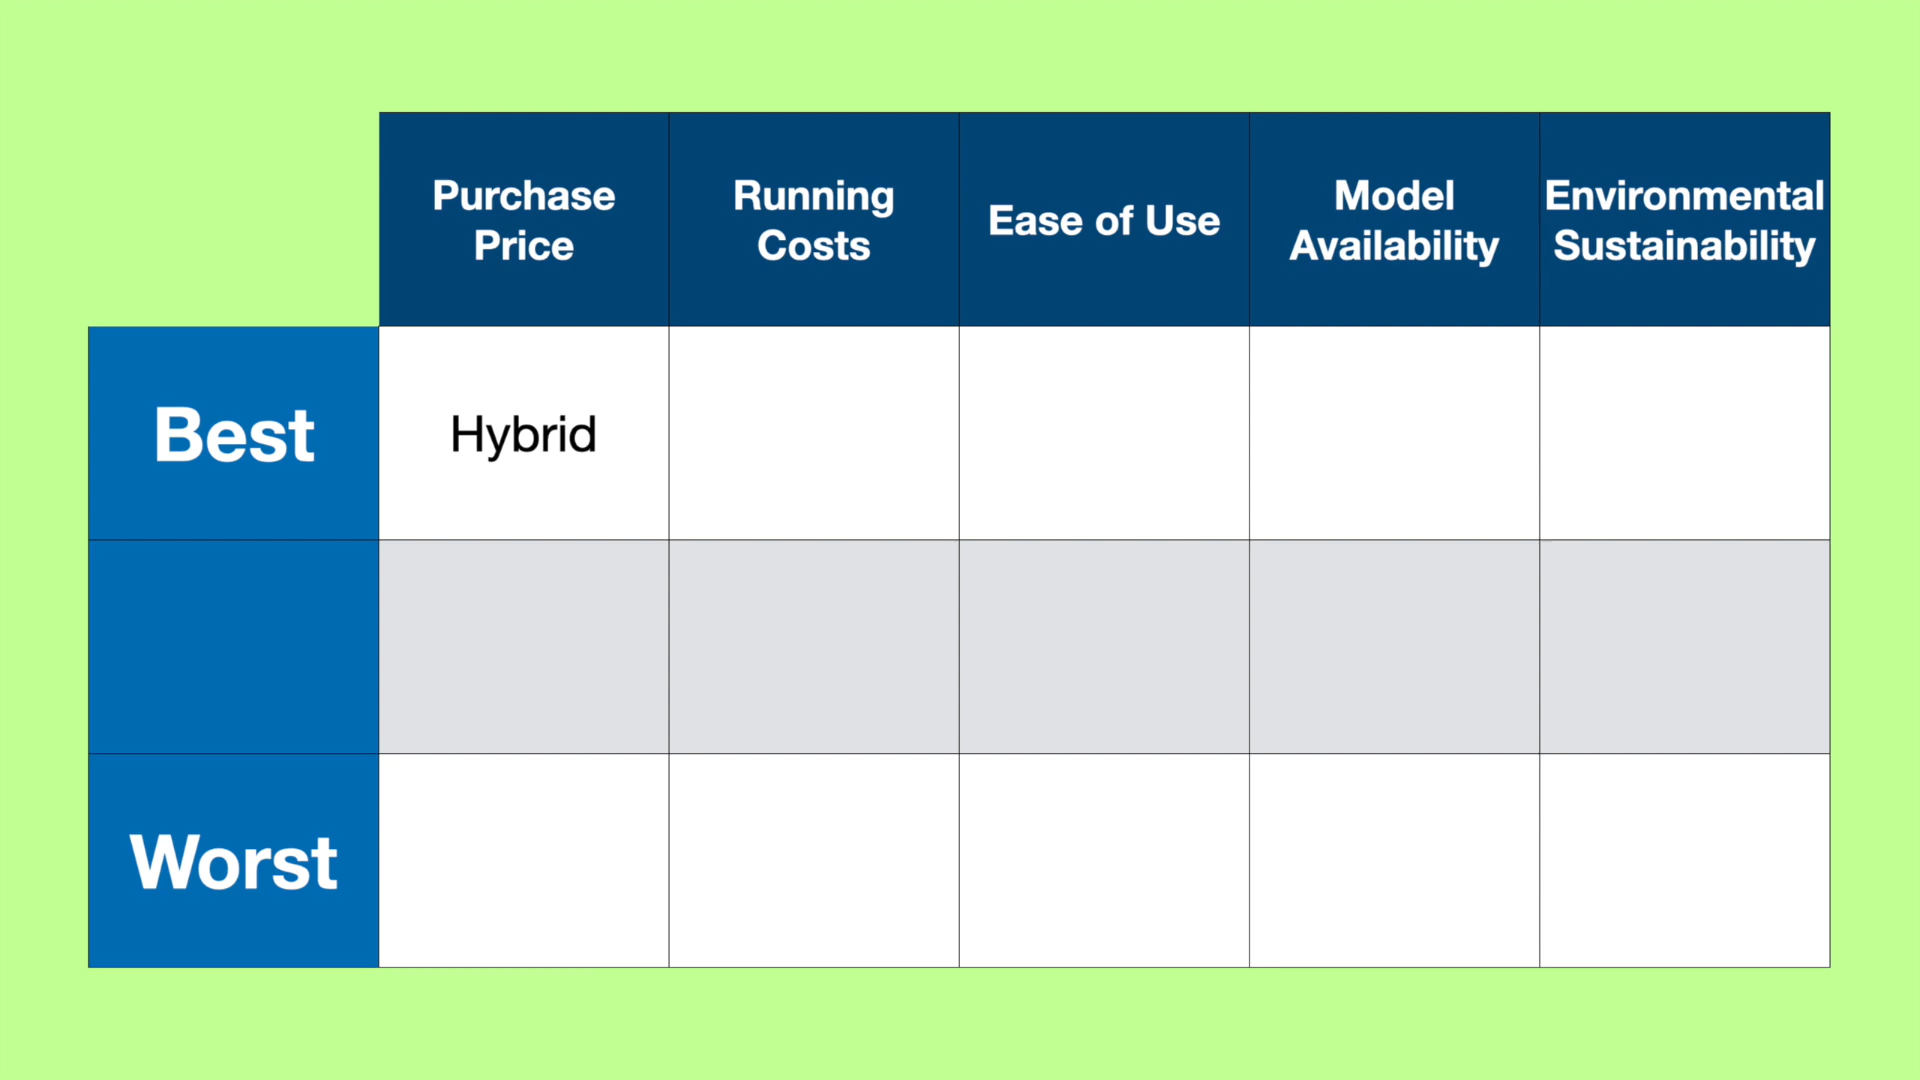 Purchase
Price
Running
Costs
Ease of Use
Model
Availability
Environmental
Sustainability
Best
Hybrid
Worst